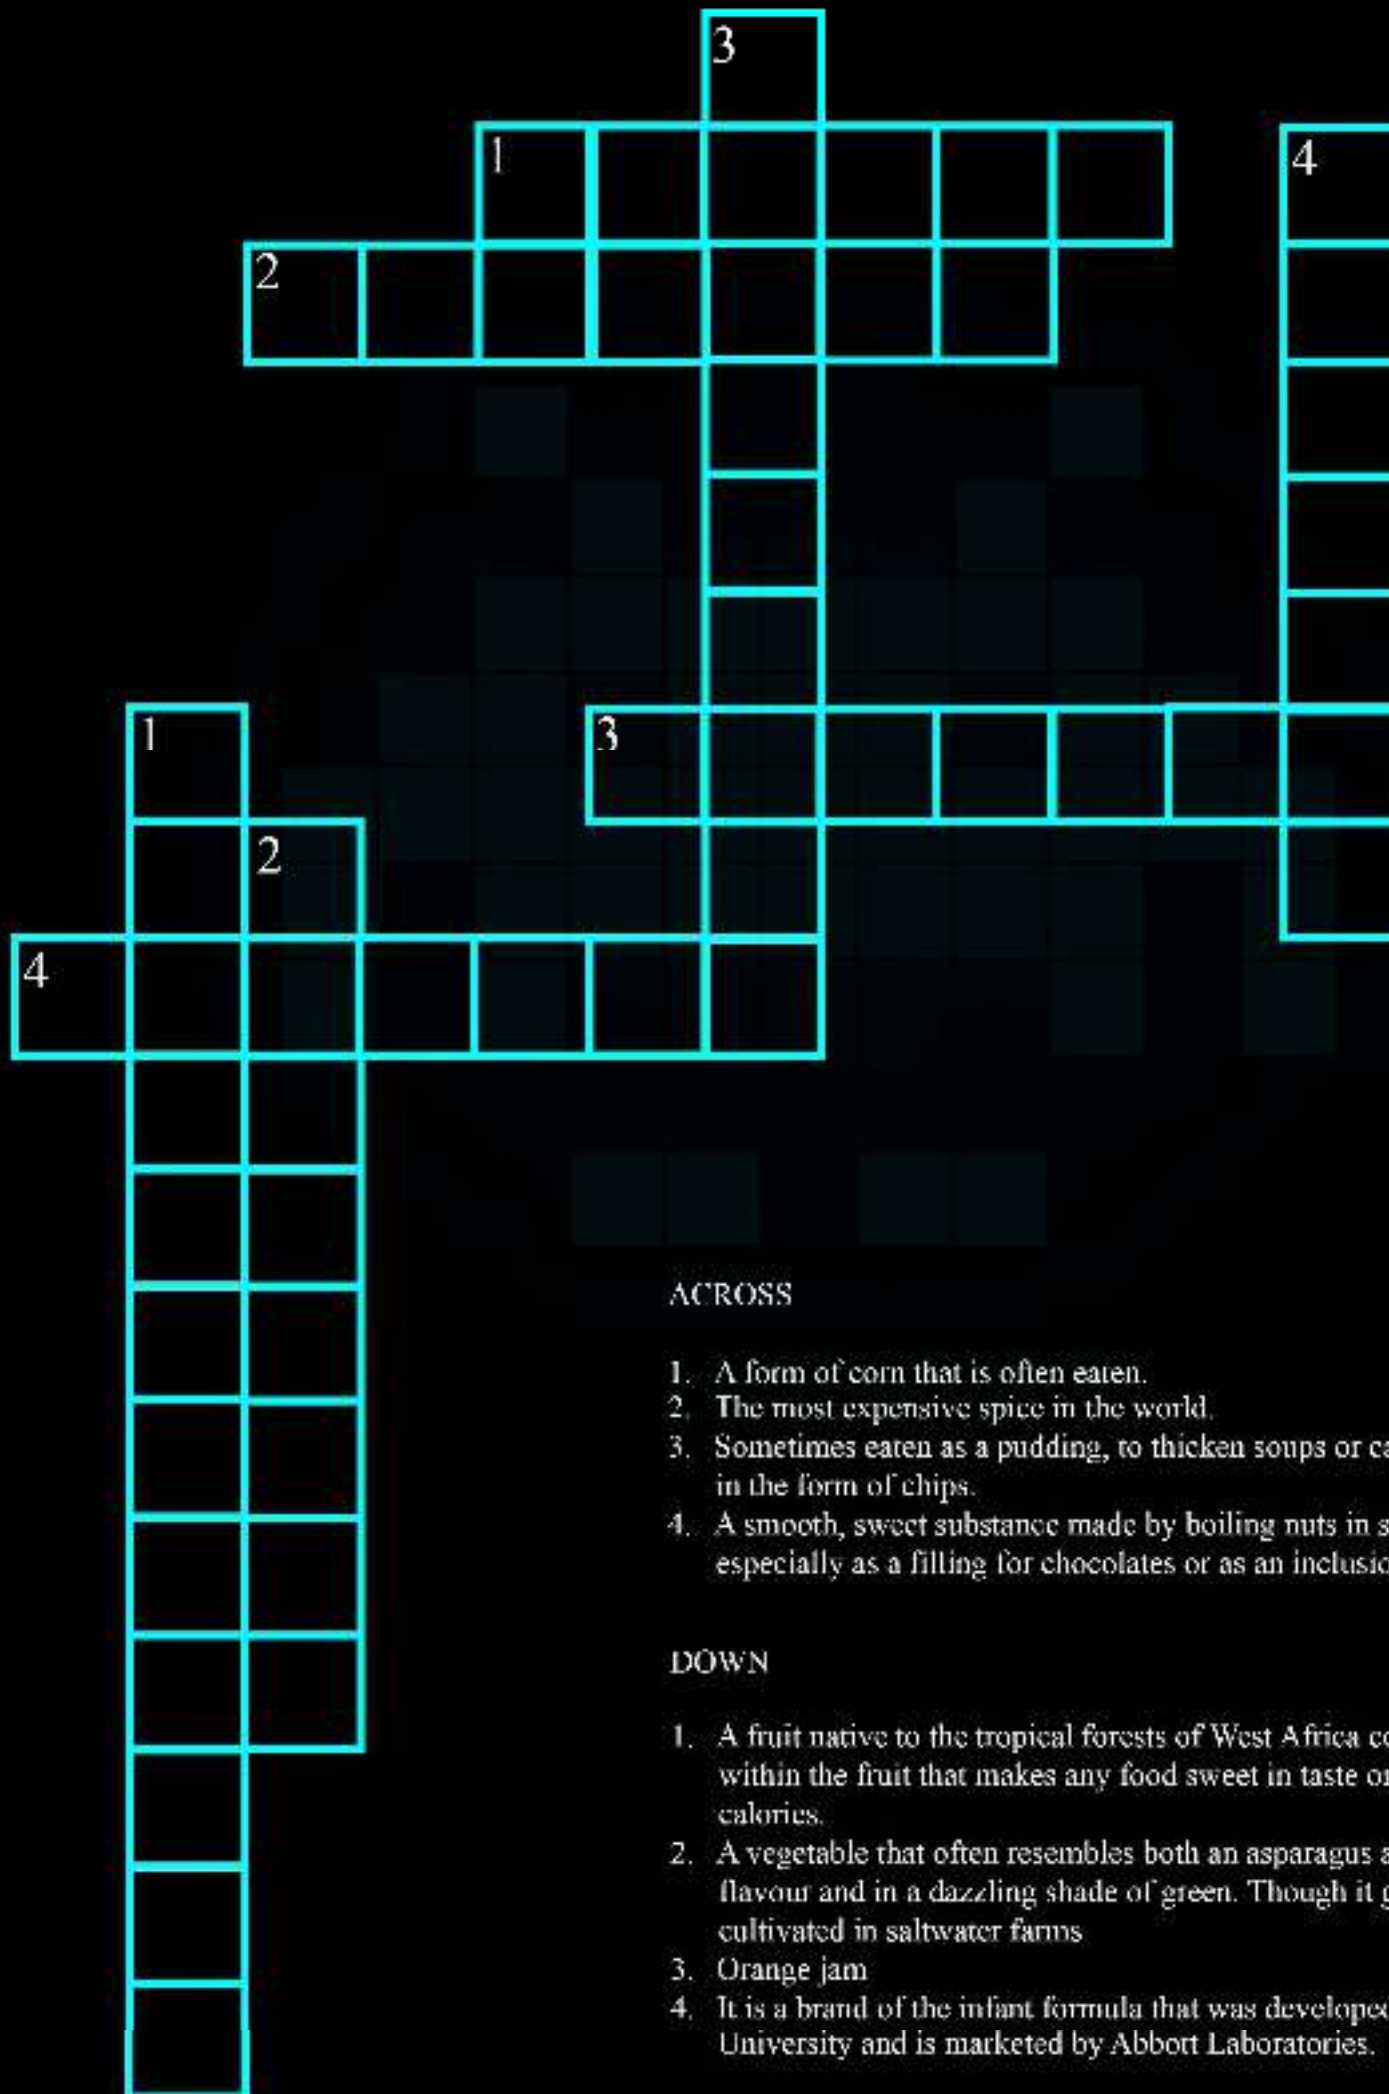 3
1
4
2
1
3
2
4
ACROSS
1. A form of corn that is often eaten.
2. The most expensive spice in the world.
3. Sometimes eaten as a pudding, to thicken soups or
in the form of chips.
4. A smooth, sweet substance made by boiling nuts in
especially as a filling for chocolates or as an
DOWN
1. A fruit native to the tropical forests of West Africa
within the fruit that makes any food sweet in taste
calories.
2. A vegetable that often resembles both an asparagus
flavour and in a dazzling shade of green. Though it
cultivated in saltwater farms
3. Orange jam
4. It is a brand of the infant formula that was developed
University and is marketed by Abbott Laboratories.